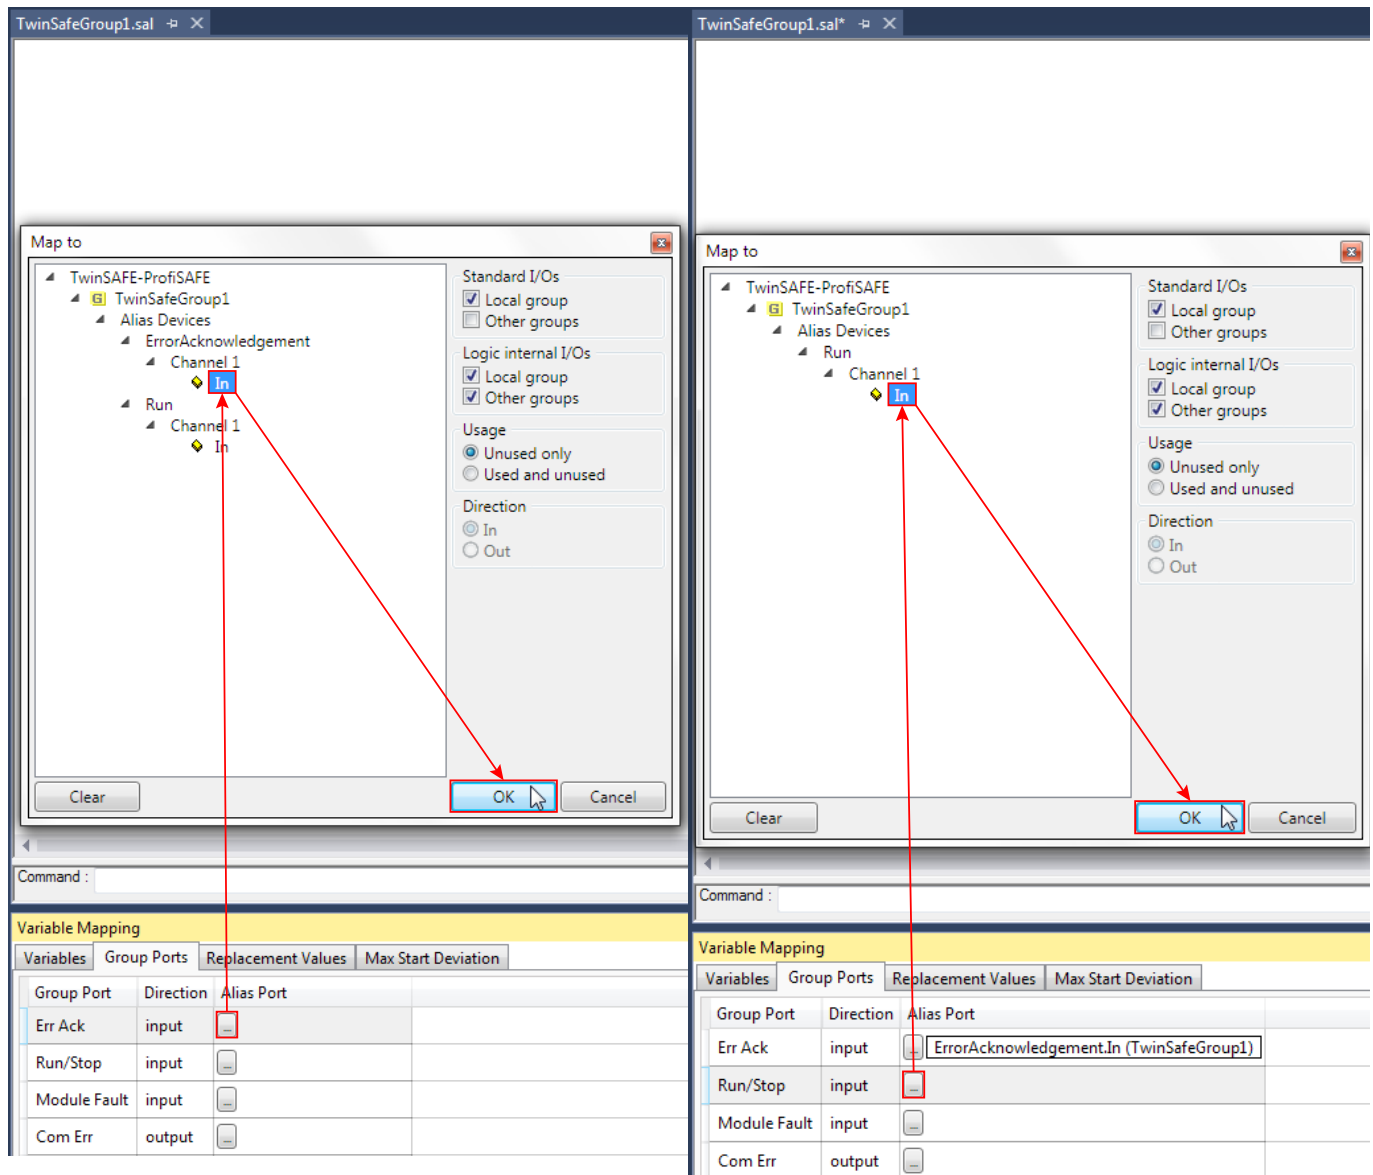 TwinSafeGroup1.sal
Map to
TwinSAFE-ProfiSAFE
G TwinSafeGroup1
Alias Devices
ErrorAcknowledgement
Channel 1
In
Run
Channel 1
In
Standard I/Os
Local group
Other groups
Logic internal I/Os
Local group
Other groups
Usage
Unused only
Used and unused
Direction
In
Out
Clear
OK
Cancel
Command :
Variable Mapping
Variables Group Ports Replacement Values Max Start Deviation
Group Port Direction Alias Port
Err Ack input ...
Run/Stop input ...
Module Fault input ...
Com Err output ...
TwinSafeGroup1.sal*
Map to
TwinSAFE-ProfiSAFE
G TwinSafeGroup1
Alias Devices
Run
Channel 1
In
Standard I/Os
Local group
Other groups
Logic internal I/Os
Local group
Other groups
Usage
Unused only
Used and unused
Direction
In
Out
Clear
OK
Cancel
Command :
Variable Mapping
Variables Group Ports Replacement Values Max Start Deviation
Group Port Direction Alias Port
Err Ack input ... ErrorAcknowledgement.In (TwinSafeGroup1)
Run/Stop input ...
Module Fault input ...
Com Err output ...